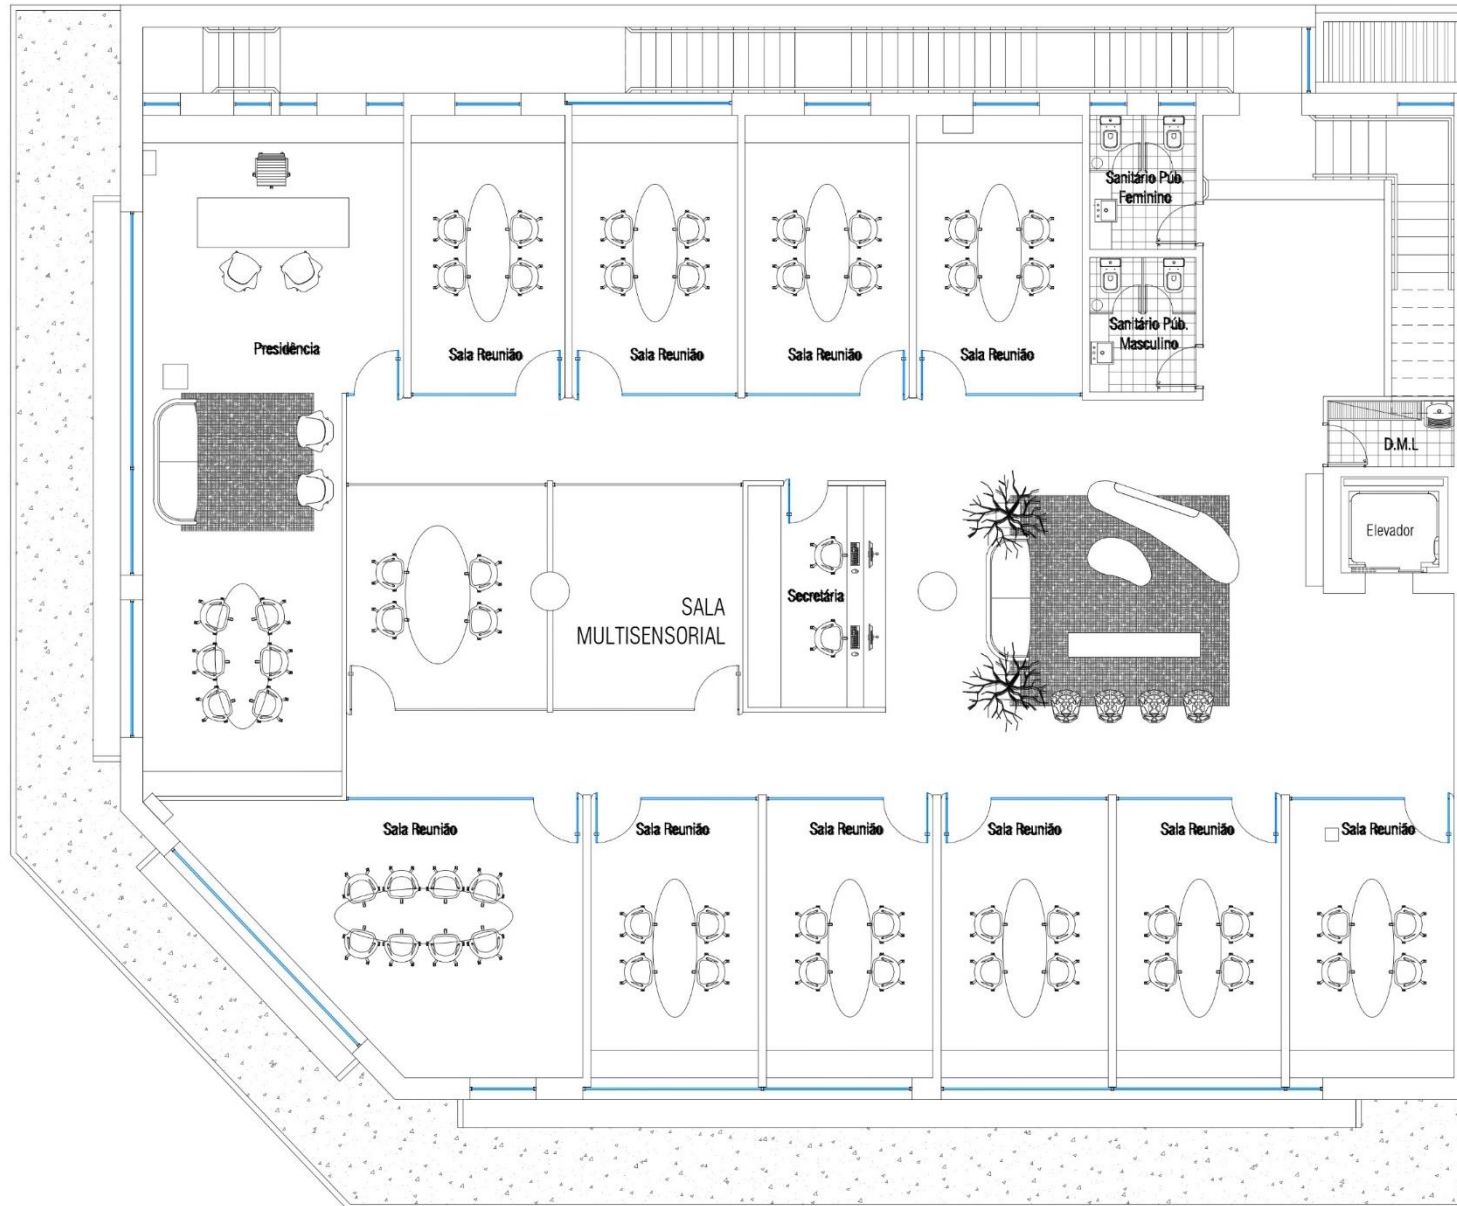 Sanitário Púb.
Feminino
Sanitário Púb.
Masculino
Presidência
Sala Reunião
Sala Reunião
Sala Reunião
Sala Reunião
D.M.L
Elevador
Secretária
SALA
MULTISENSORIAL
Sala Reunião
Sala Reunião
Sala Reunião
Sala Reunião
Sala Reunião
Sala Reunião